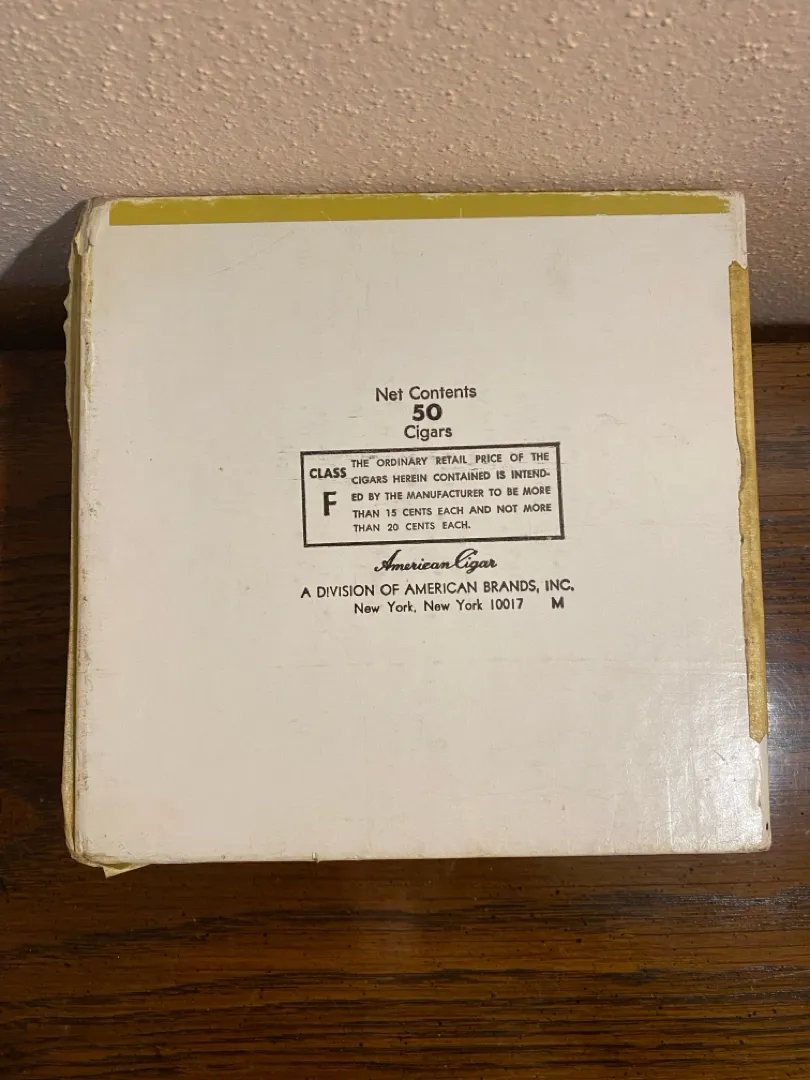 Net Contents
50
Cigars
CLASS
F
THE ORDINARY RETAIL PRICE OF THE
CIGARS HEREIN CONTAINED IS INTEND-
ED BY THE MANUFACTURER TO BE MORE
THAN 15 CENTS EACH AND NOT MORE
THAN 20 CENTS EACH.
American Cigar
A DIVISION OF AMERICAN BRANDS, INC.
New York, New York 10017 M